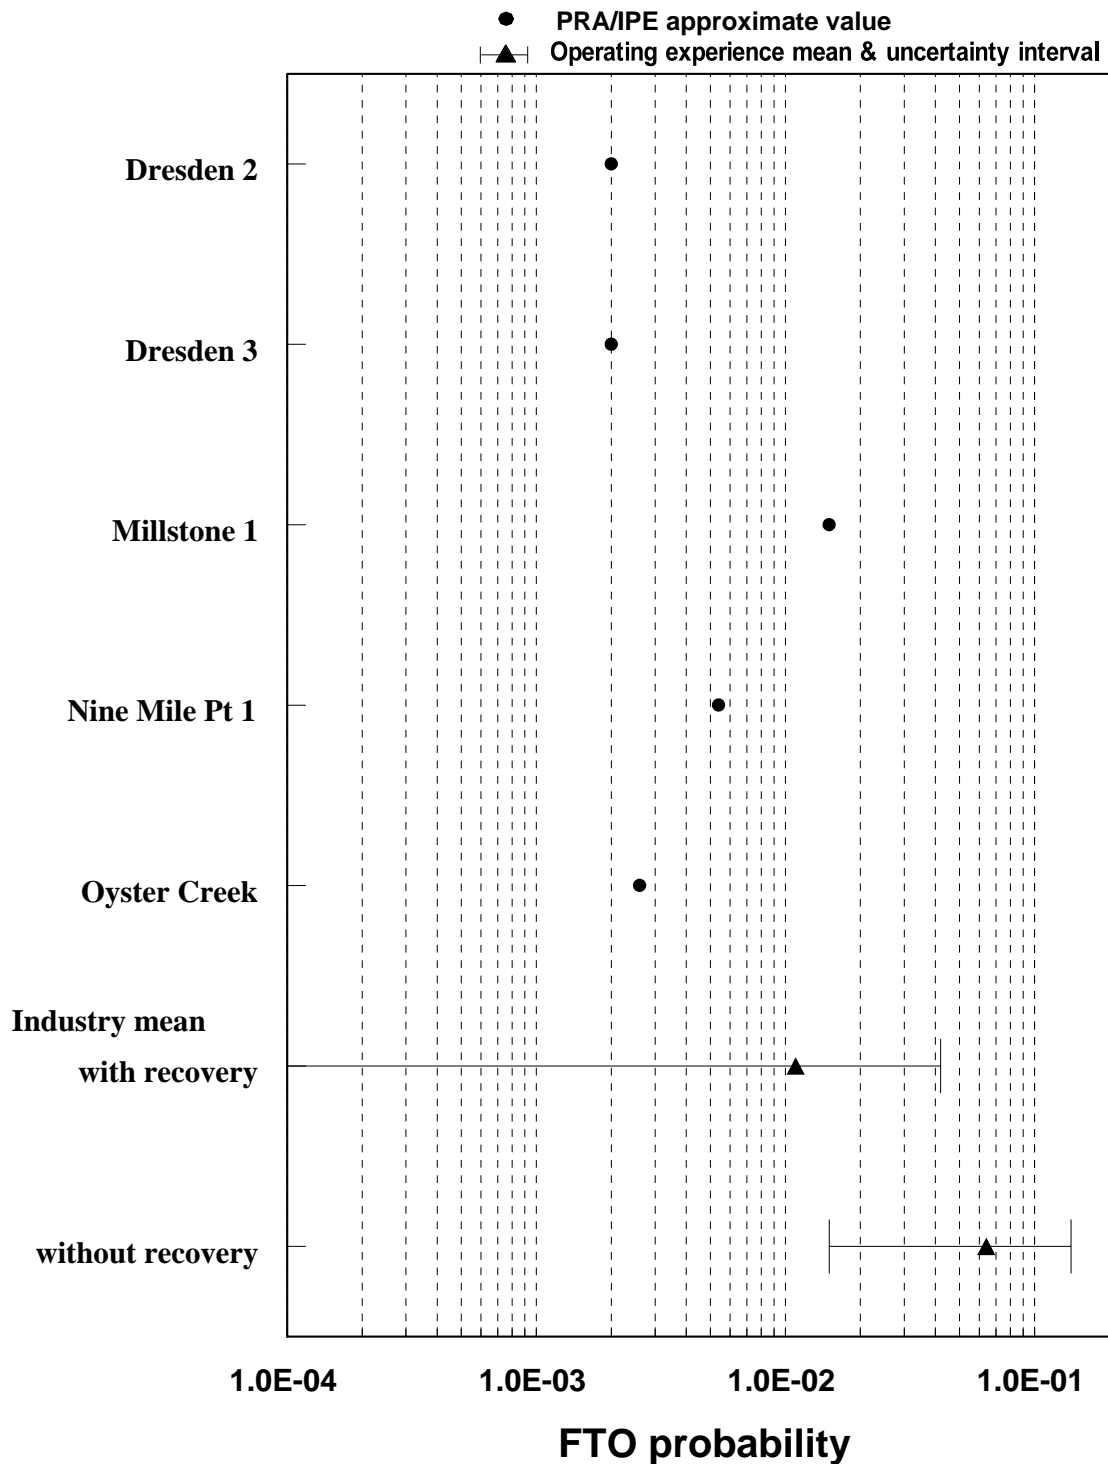 PRA/IPE approximate value
Operating experience mean & uncertainty interval
Dresden 2
Dresden 3
Millstone 1
Nine Mile Pt 1
Oyster Creek
Industry mean
with recovery
without recovery
1.0E-04 1.0E-03 1.0E-02 1.0E-01
FTO probability